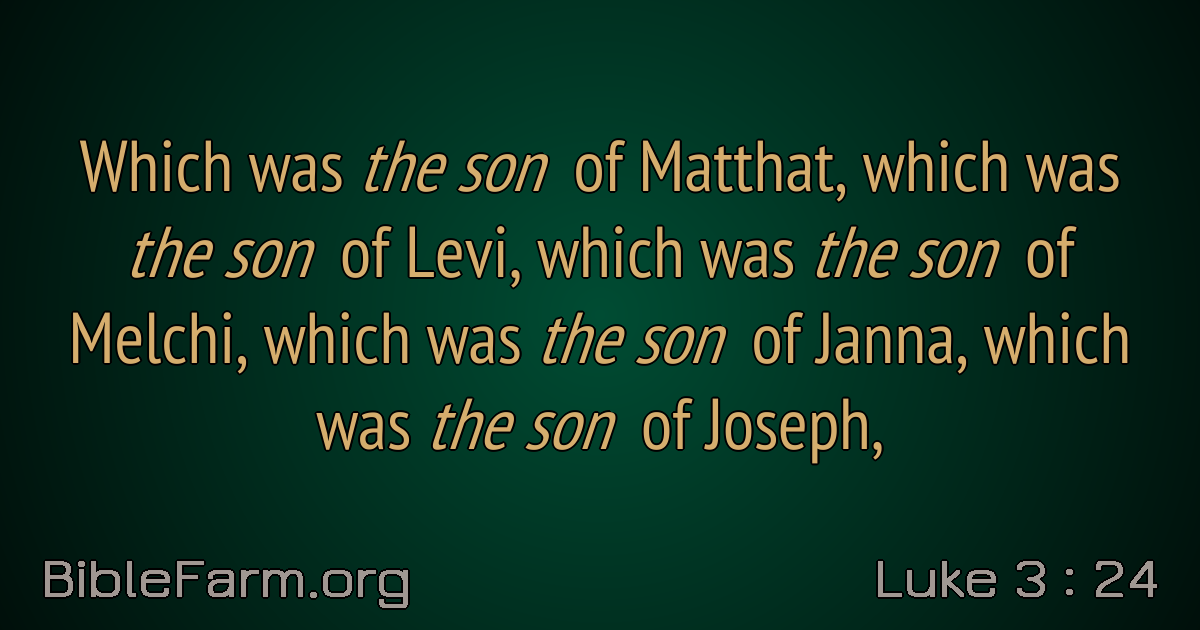 Which was the son of Matthat, which was
the son of Levi, which was the son of
Melchi, which was the son of Janna, which
was the son of Joseph,
BibleFarm.org
Luke 3 : 24